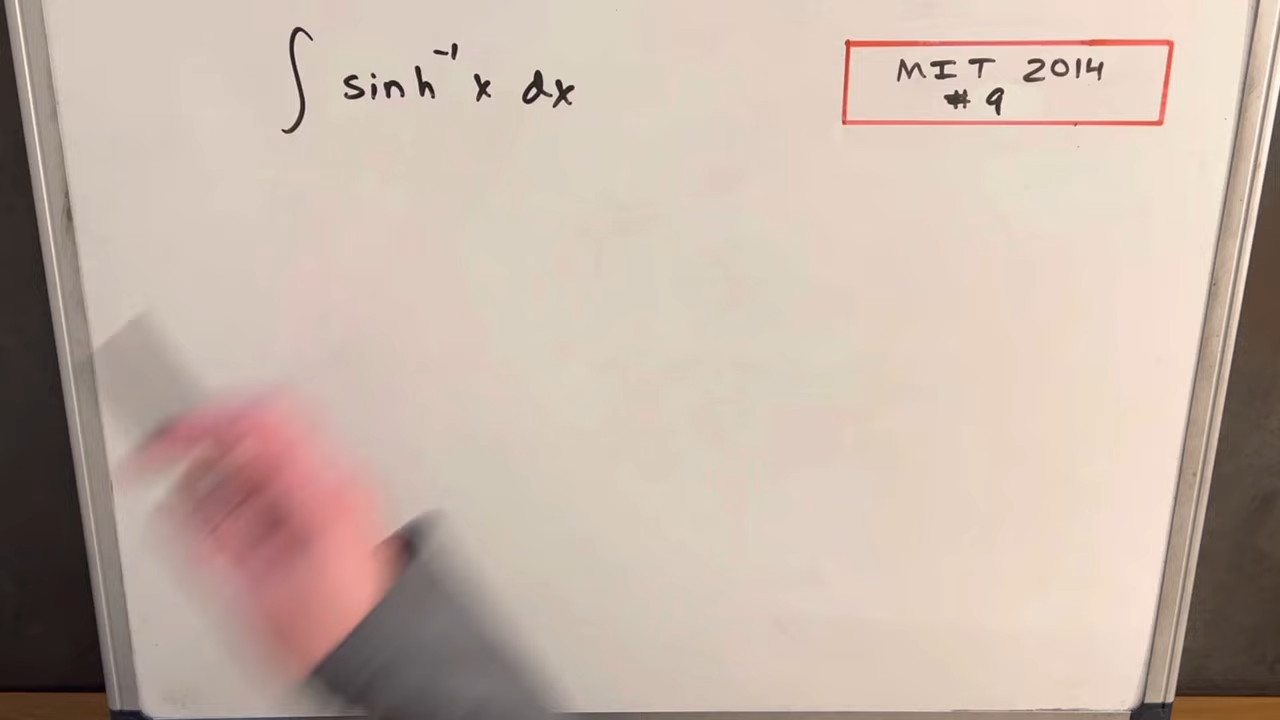 ∫ sinh⁻¹ x dx
MIT 2014
# 9